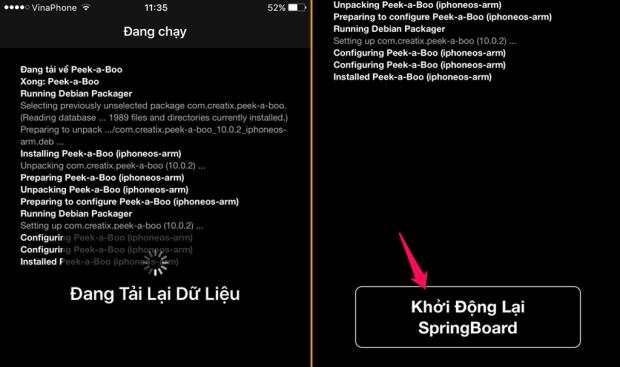 VinaPhone 11:35 52%
Đang chạy
Đang tải về Peek-a-Boo
Xong: Peek-a-Boo
Running Debian Packager
Selecting previously unselected package com.creatix.peek-a-boo.
(Reading database ... 1989 files and directories currently installed.)
Preparing to unpack .../com.creatix.peek-a-boo_10.0.2_iphoneos-
arm.deb ...
Installing Peek-a-Boo (iphoneos-arm)
Unpacking com.creatix.peek-a-boo (10.0.2) ...
Preparing Peek-a-Boo (iphoneos-arm)
Unpacking Peek-a-Boo (iphoneos-arm)
Preparing to configure Peek-a-Boo (iphoneos-arm)
Running Debian Packager
Setting up com.creatix.peek-a-boo (10.0.2) ...
Configuring Peek-a-Boo (iphoneos-arm)
Configuring Peek-a-Boo (iphoneos-arm)
Installed Peek-a-Boo (iphoneos-arm)
Đang Tải Lại Dữ Liệu
Unpacking Peek-a-Boo (iphoneos-arm)
Preparing to configure Peek-a-Boo (iphoneos-arm)
Running Debian Packager
Setting up com.creatix.peek-a-boo (10.0.2) ...
Configuring Peek-a-Boo (iphoneos-arm)
Configuring Peek-a-Boo (iphoneos-arm)
Installed Peek-a-Boo (iphoneos-arm)
Khởi Động Lại
SpringBoard